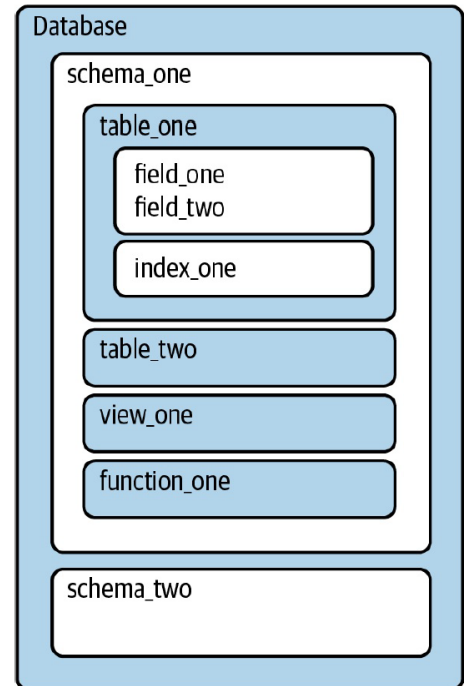 Database
schema_one
table_one
field_one
field_two
index_one
table_two
view_one
function_one
schema_two